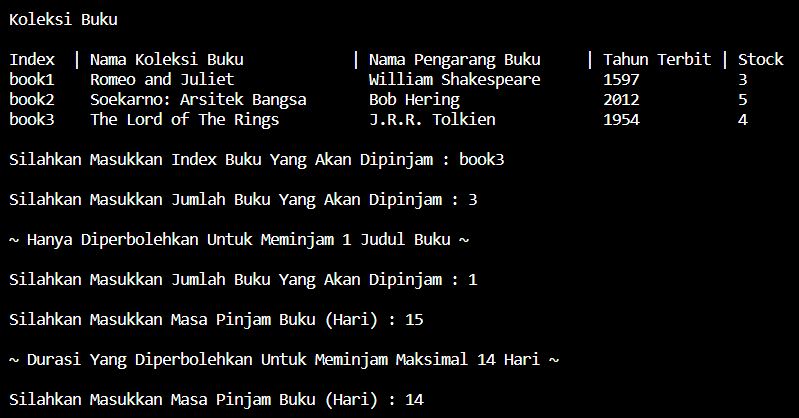 Koleksi Buku
Index | Nama Koleksi Buku | Nama Pengarang Buku | Tahun Terbit | Stock
book1 Romeo and Juliet William Shakespeare 1597 3
book2 Soekarno: Arsitek Bangsa Bob Hering 2012 5
book3 The Lord of The Rings J.R.R. Tolkien 1954 4
Silahkan Masukkan Index Buku Yang Akan Dipinjam : book3
Silahkan Masukkan Jumlah Buku Yang Akan Dipinjam : 3
~ Hanya Diperbolehkan Untuk Meminjam 1 Judul Buku ~
Silahkan Masukkan Jumlah Buku Yang Akan Dipinjam : 1
Silahkan Masukkan Masa Pinjam Buku (Hari) : 15
~ Durasi Yang Diperbolehkan Untuk Meminjam Maksimal 14 Hari ~
Silahkan Masukkan Masa Pinjam Buku (Hari) : 14